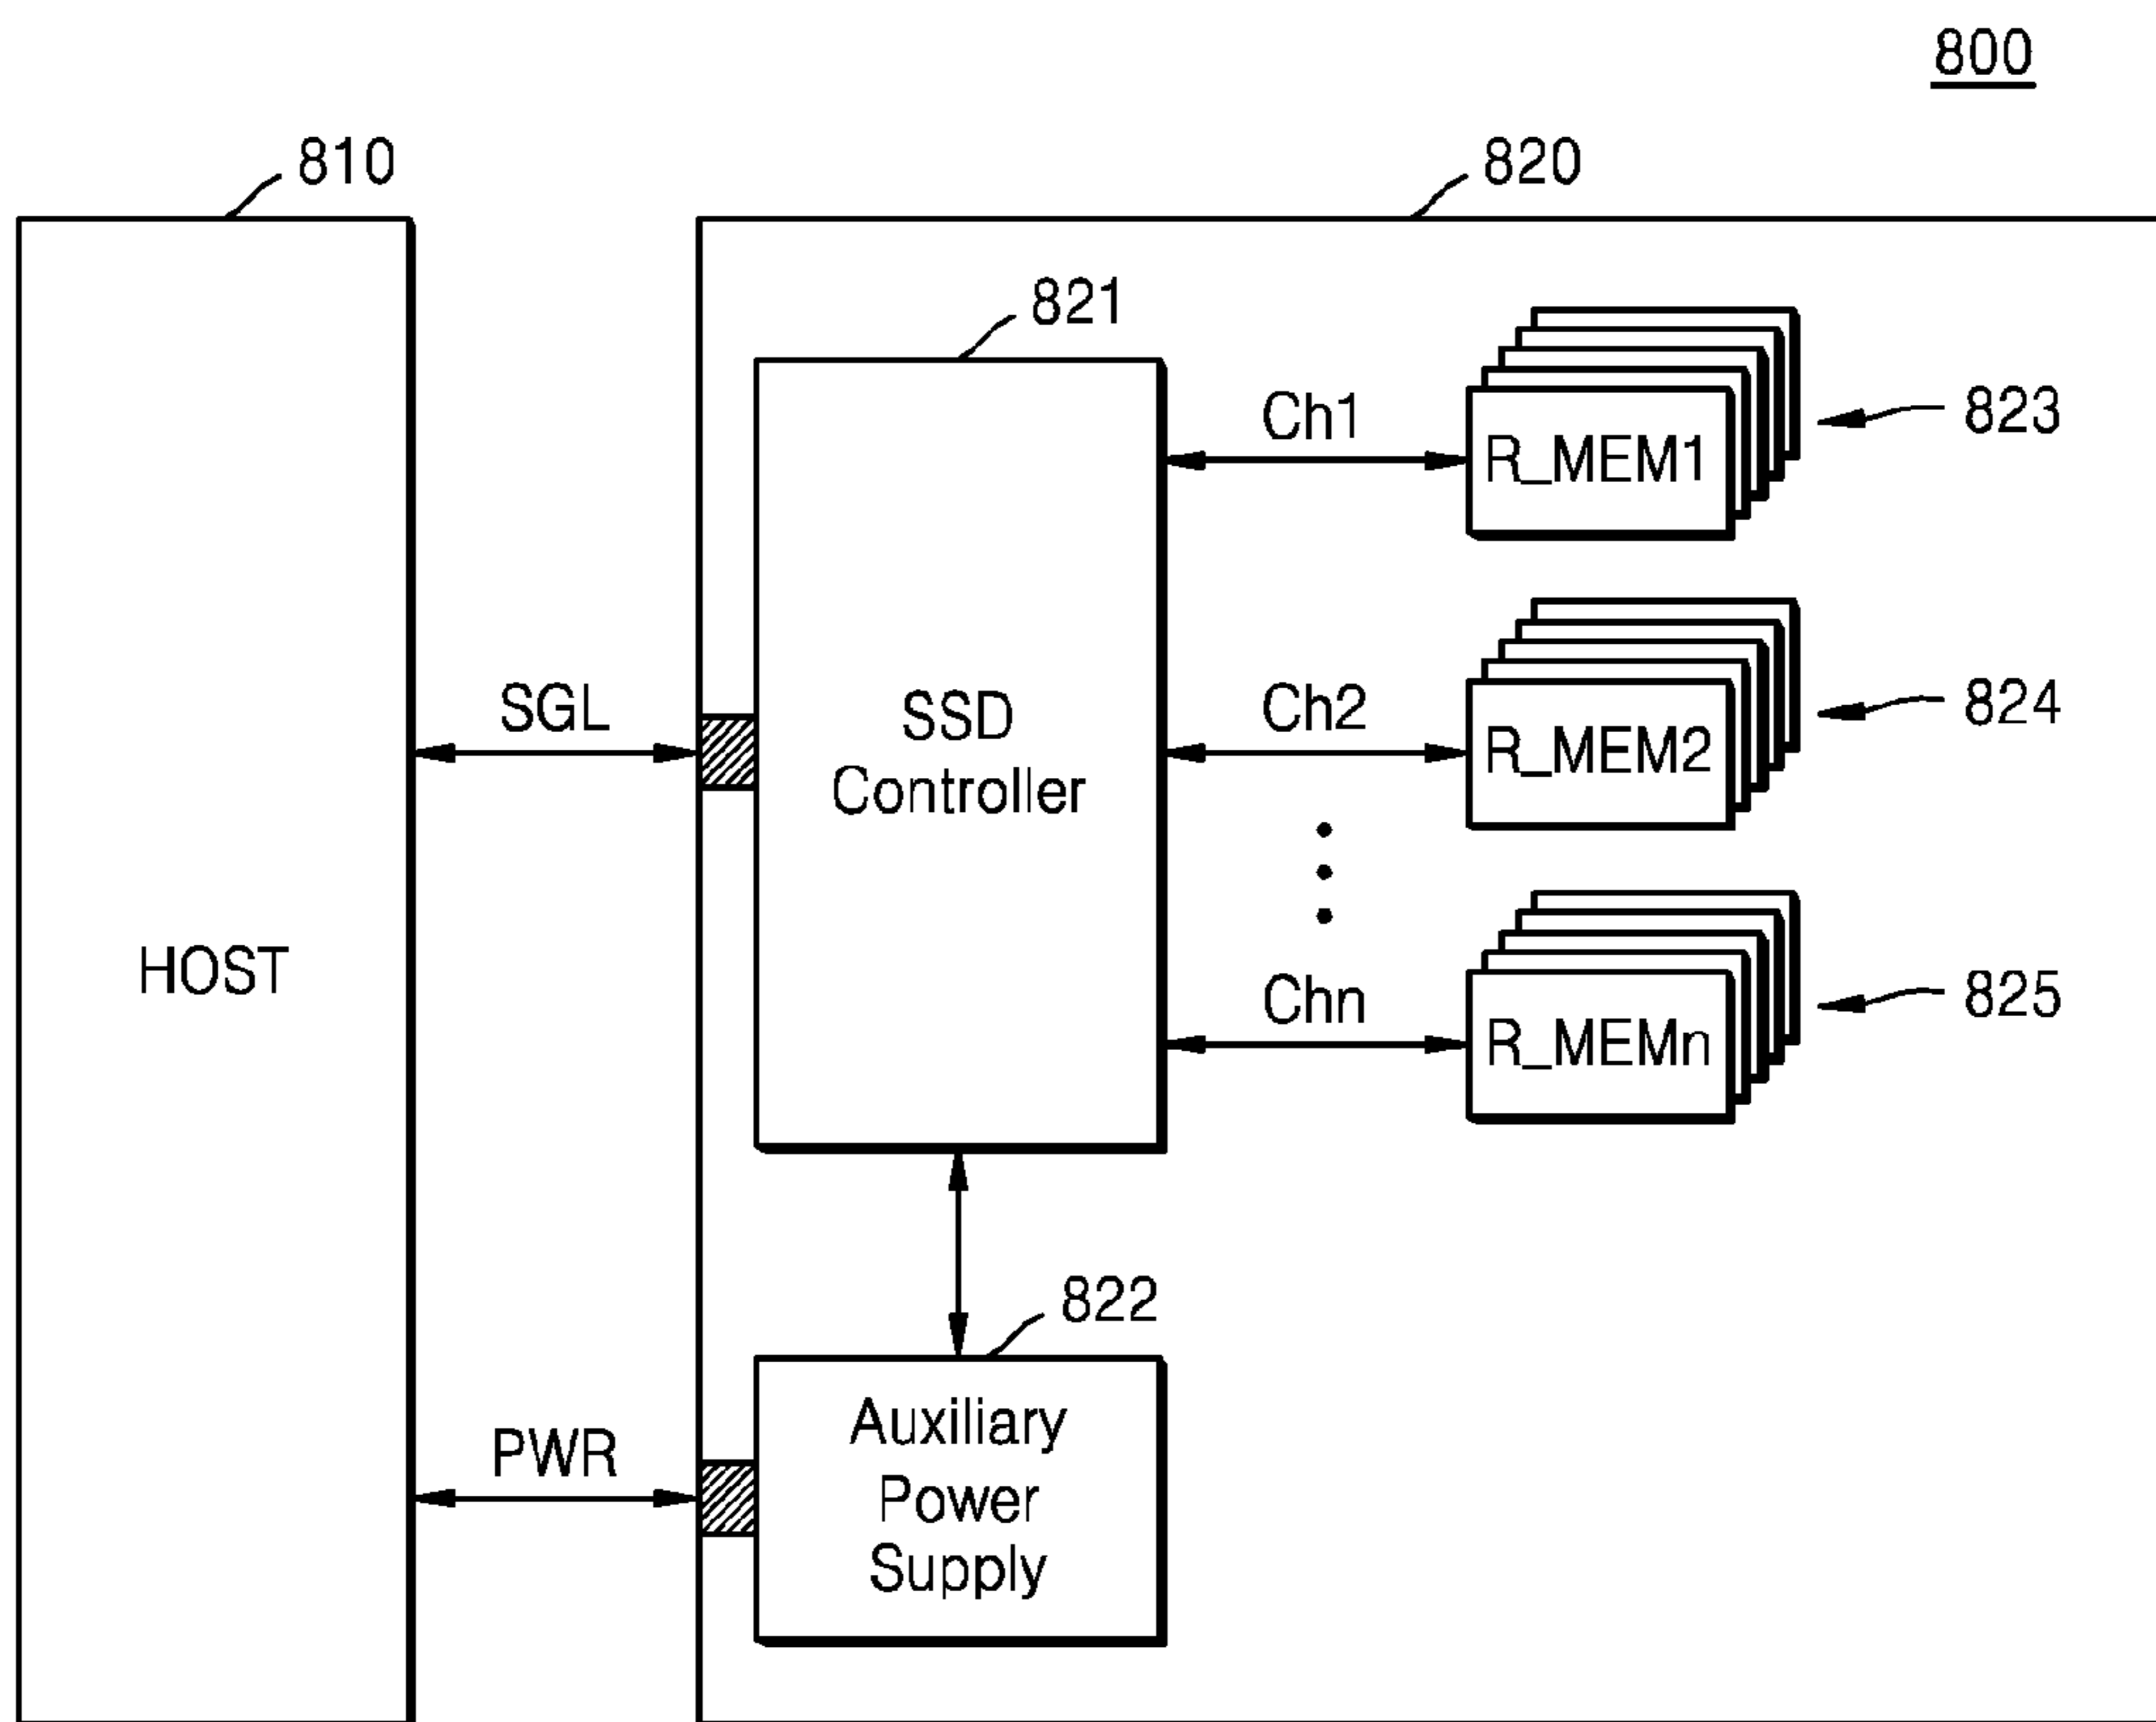 800
810
820
821
Ch1
R_MEM1
823
SGL
SSD
Controller
Ch2
R_MEM2
824
HOST
Chn
R_MEMn
825
822
PWR
Auxiliary
Power
Supply